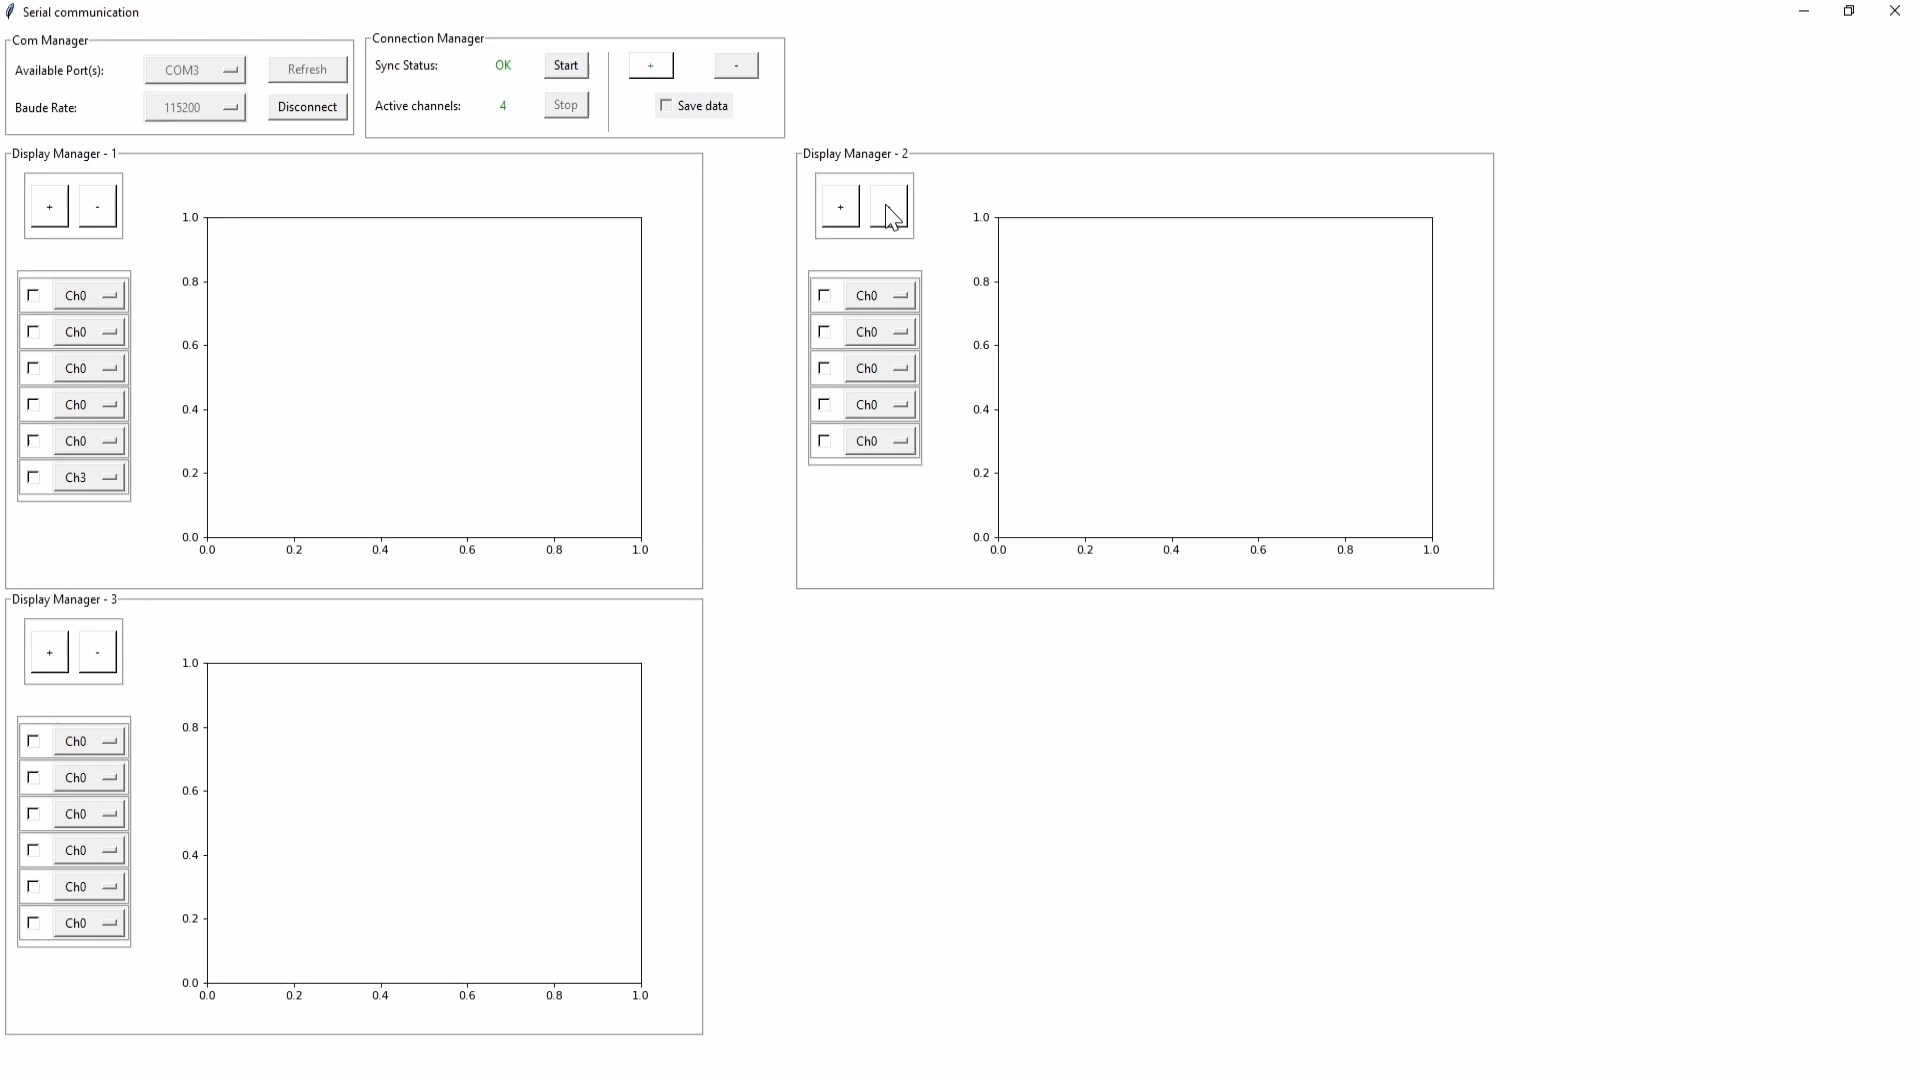 Serial communication
Com Manager
Available Port(s): COM3 Refresh
Baude Rate: 115200 Disconnect
Connection Manager
Sync Status: OK Start + -
Active channels: 4 Stop Save data
Display Manager - 1
+ -
Ch0
Ch0
Ch0
Ch0
Ch0
Ch3
1.0
0.8
0.6
0.4
0.2
0.0
0.0 0.2 0.4 0.6 0.8 1.0
Display Manager - 2
+
Ch0
Ch0
Ch0
Ch0
Ch0
1.0
0.8
0.6
0.4
0.2
0.0
0.0 0.2 0.4 0.6 0.8 1.0
Display Manager - 3
+ -
Ch0
Ch0
Ch0
Ch0
Ch0
Ch0
1.0
0.8
0.6
0.4
0.2
0.0
0.0 0.2 0.4 0.6 0.8 1.0